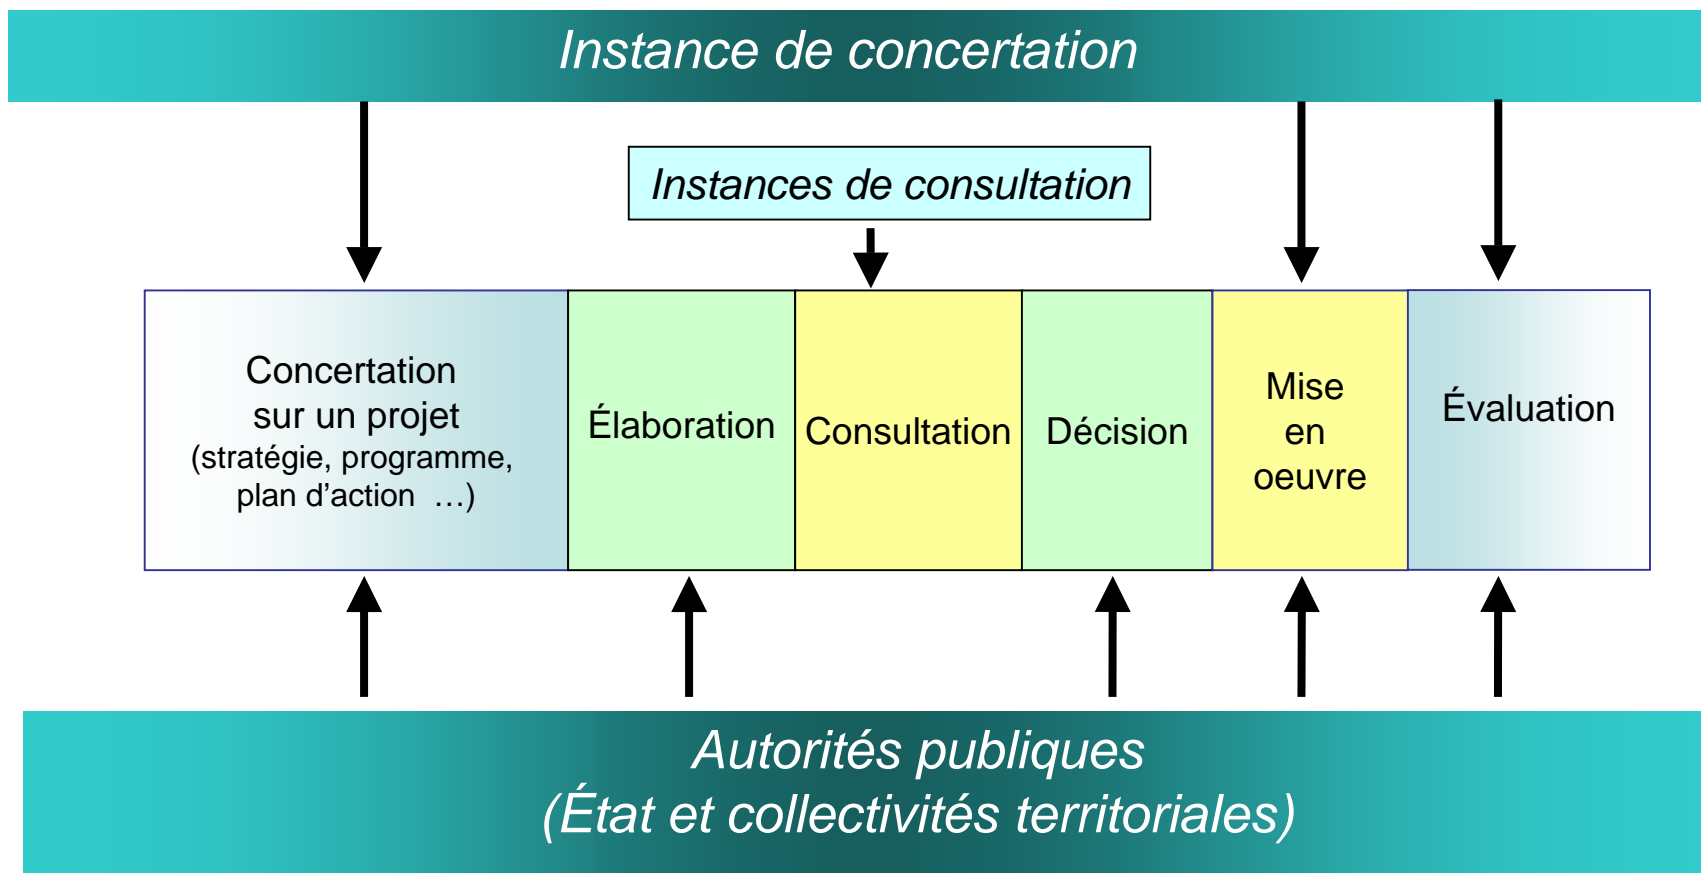 Instance de concertation
Instances de consultation
Concertation
sur un projet
(stratégie, programme,
plan d’action …)
Élaboration
Consultation
Décision
Mise
en
oeuvre
Évaluation
Autorités publiques
(État et collectivités territoriales)